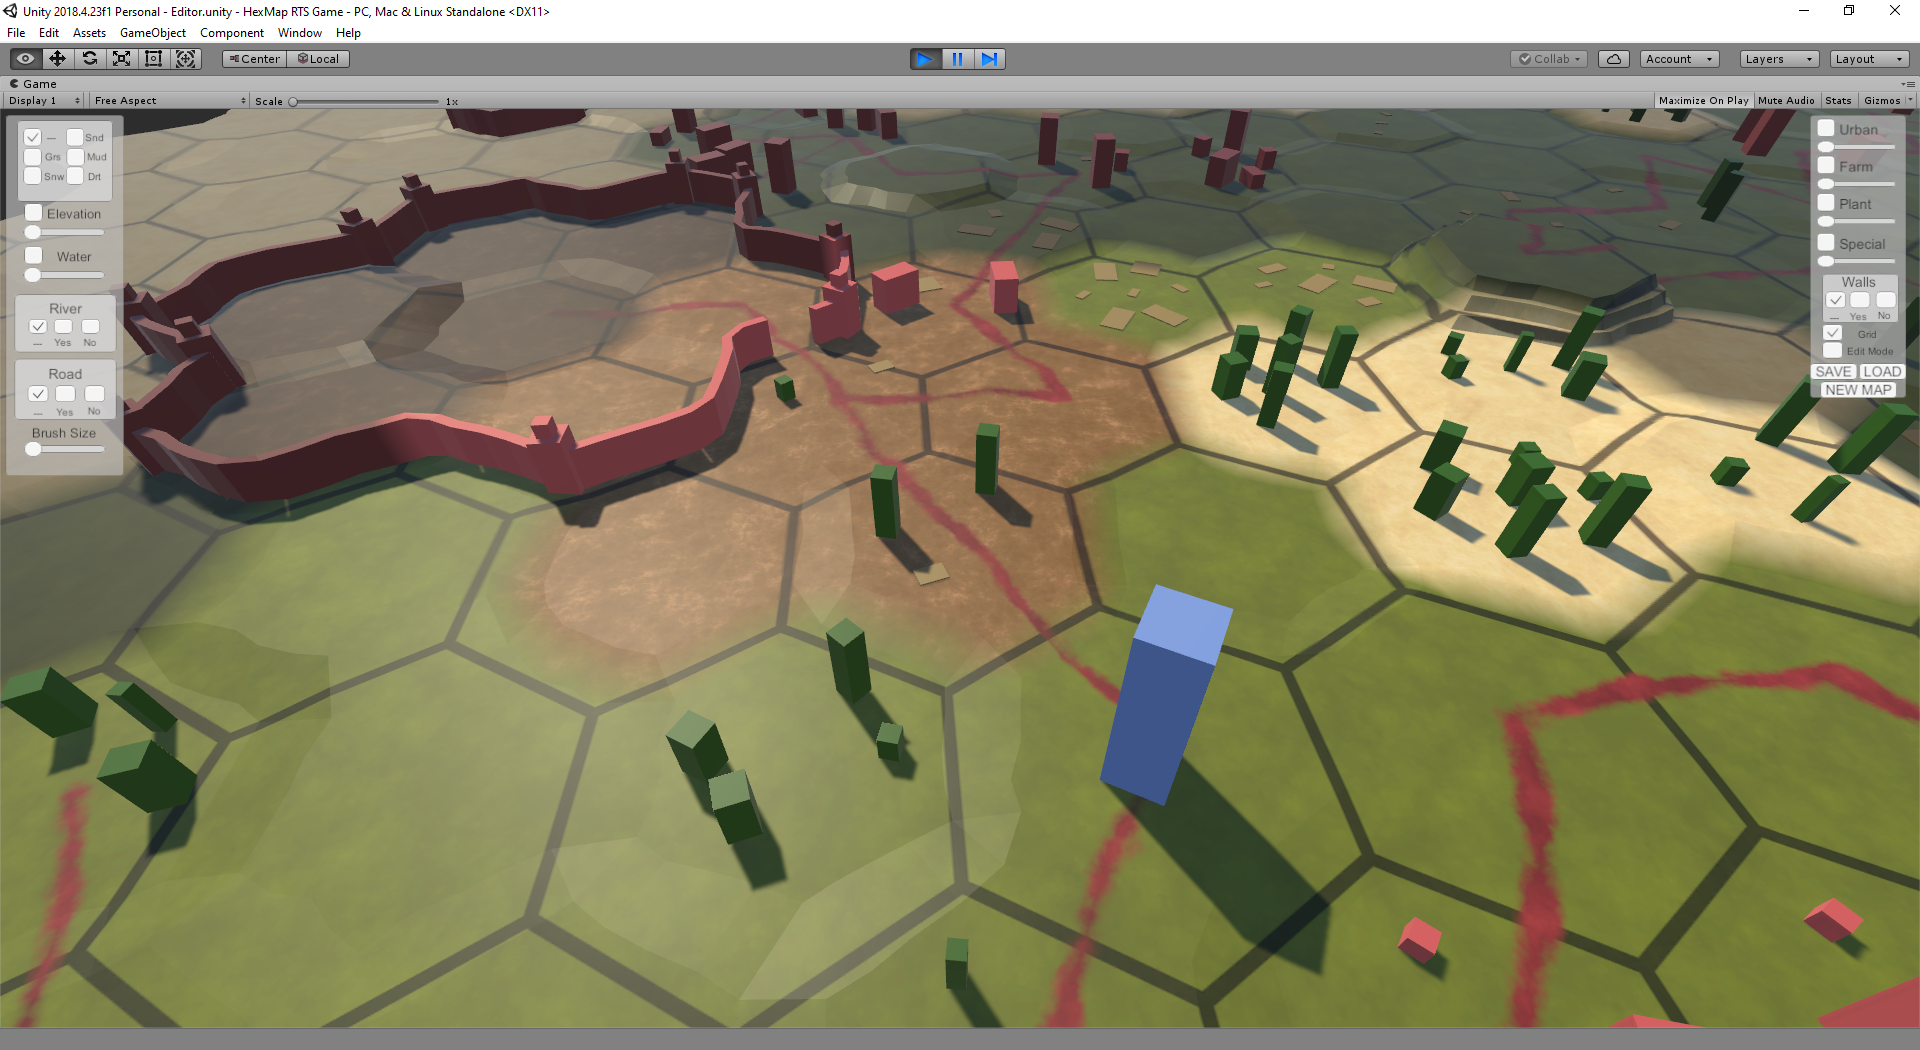 Unity 2018.4.23f1 Personal - Editor.unity - HexMap RTS Game - PC, Mac & Linux Standalone <DX11>
File Edit Assets GameObject Component Window Help
Center Local Collab Account Layers Layout
Game
Display 1 Free Aspect Scale 1x Maximize On Play Mute Audio Stats Gizmos
--- Snd
Grs Mud
Snw Drt
Elevation
Water
River
--- Yes No
Road
--- Yes No
Brush Size
Urban
Farm
Plant
Special
Walls
--- Yes No
Grid
Edit Mode
SAVE LOAD
NEW MAP